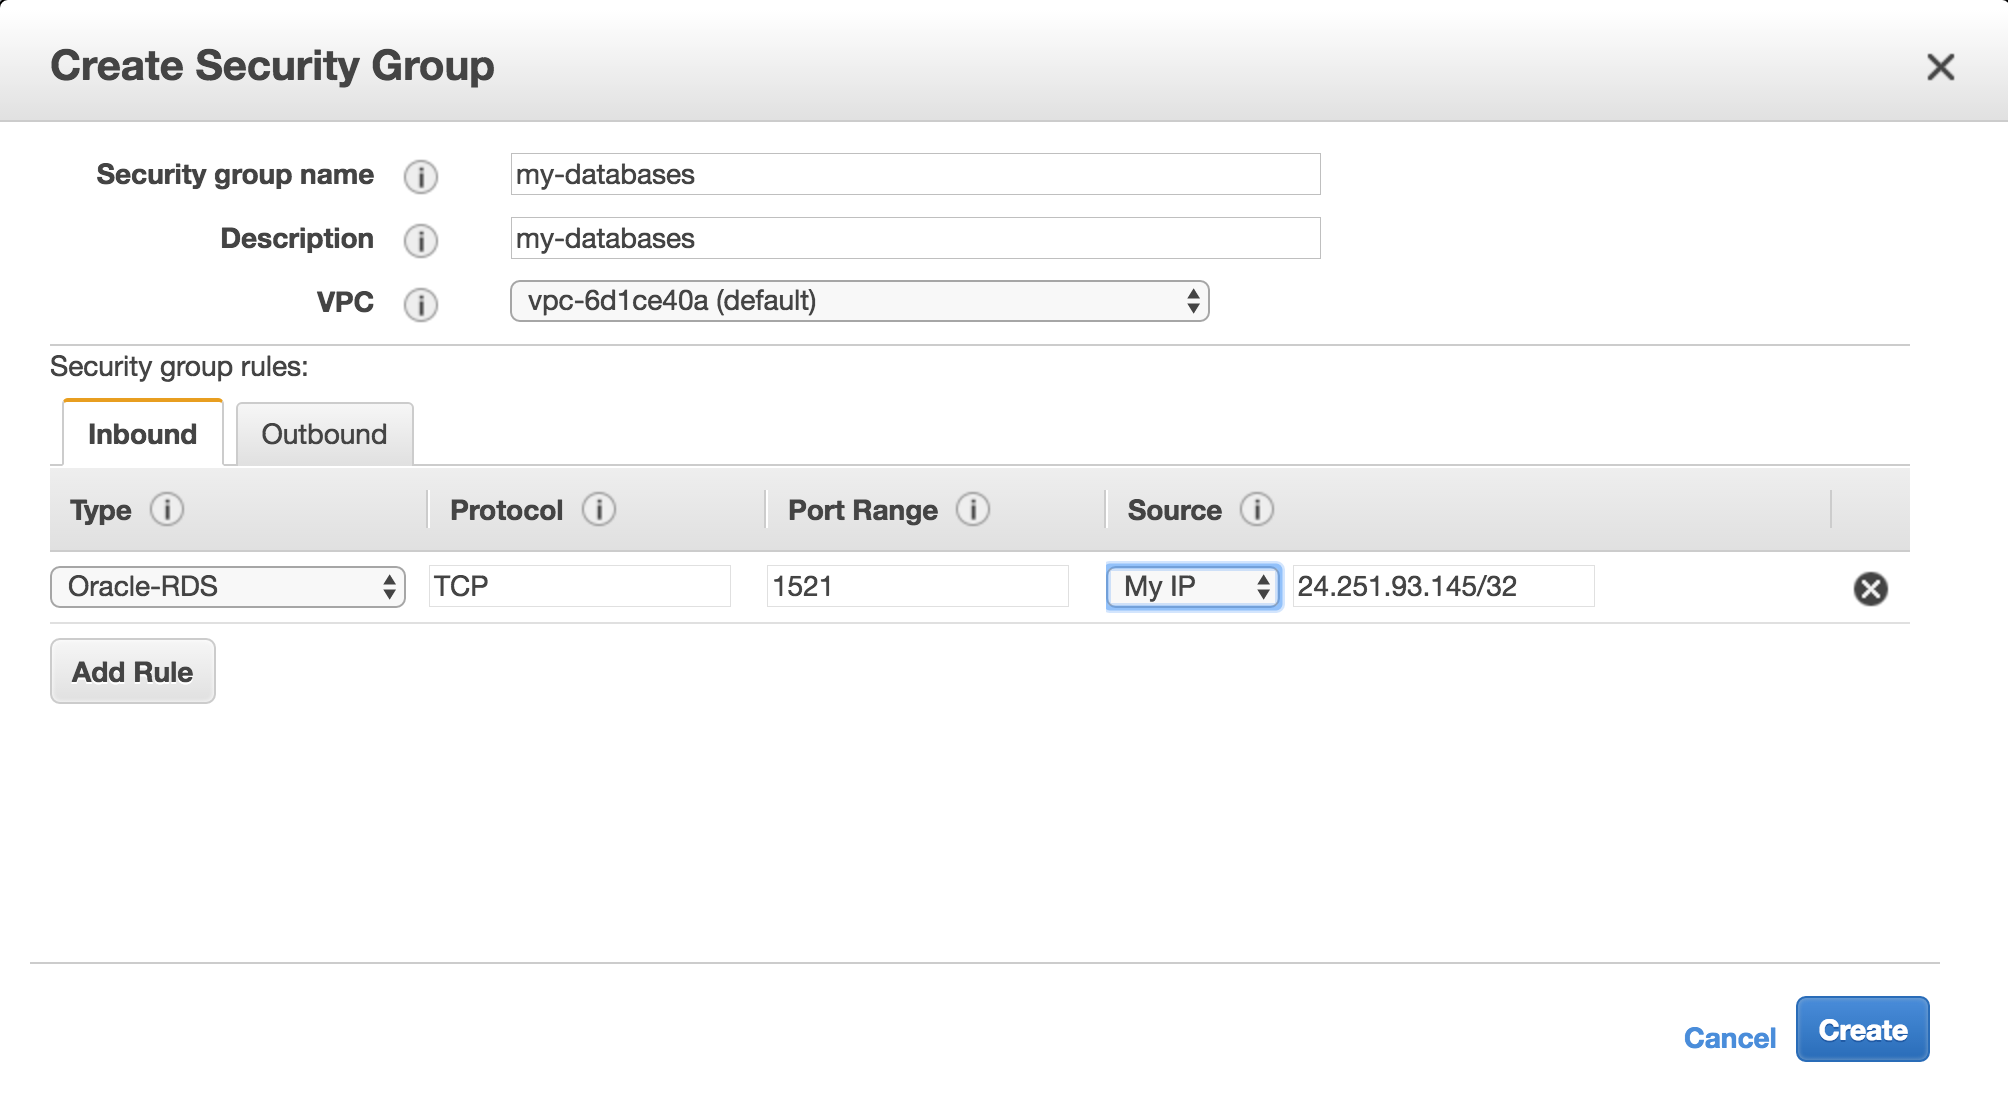 Create Security Group
Security group name my-databases
Description my-databases
VPC vpc-6d1ce40a (default)
Security group rules:
Inbound Outbound
Type Protocol Port Range Source
Oracle-RDS TCP 1521 My IP 24.251.93.145/32
Add Rule
Cancel Create